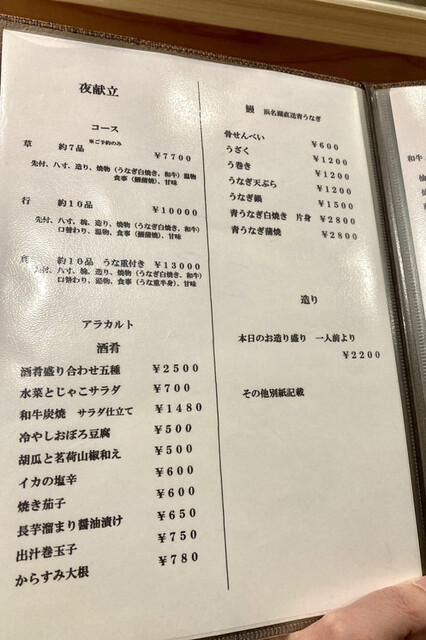 夜献立
コース
※ご予約のみ
草 約7品 ¥7700
先付、八寸、造り、焼物(うなぎ白焼き、和牛)温物
食事(鰻蒲焼)、甘味
行 約10品 ¥10000
先付、八寸、椀、造り、焼物(うなぎ白焼き、和牛)
口替わり、温物、食事(鰻蒲焼)、甘味
約10品 うな重付き ¥13000
先付、八寸、椀、造り、焼物(うなぎ白焼き、和牛)
口替わり、温物、食事(うな重半身)、甘味
アラカルト
酒肴
酒肴盛り合わせ五種 ¥2500
水菜とじゃこサラダ ¥700
和牛炭焼 サラダ仕立て ¥1480
冷やしおぼろ豆腐 ¥500
胡瓜と茗荷山椒和え ¥500
イカの塩辛 ¥600
焼き茄子 ¥600
長芋溜まり醤油漬け ¥650
出汁巻玉子 ¥750
からすみ大根 ¥780
鰻 浜名湖直送青うなぎ
骨せんべい ¥600
うざく ¥1200
う巻き ¥1200
うなぎ天ぷら ¥1200
うなぎ鍋 ¥1500
青うなぎ白焼き 片身 ¥2800
青うなぎ蒲焼 ¥2800
造り
本日のお造り盛り 一人前より
¥2200
その他別紙記載
和牛